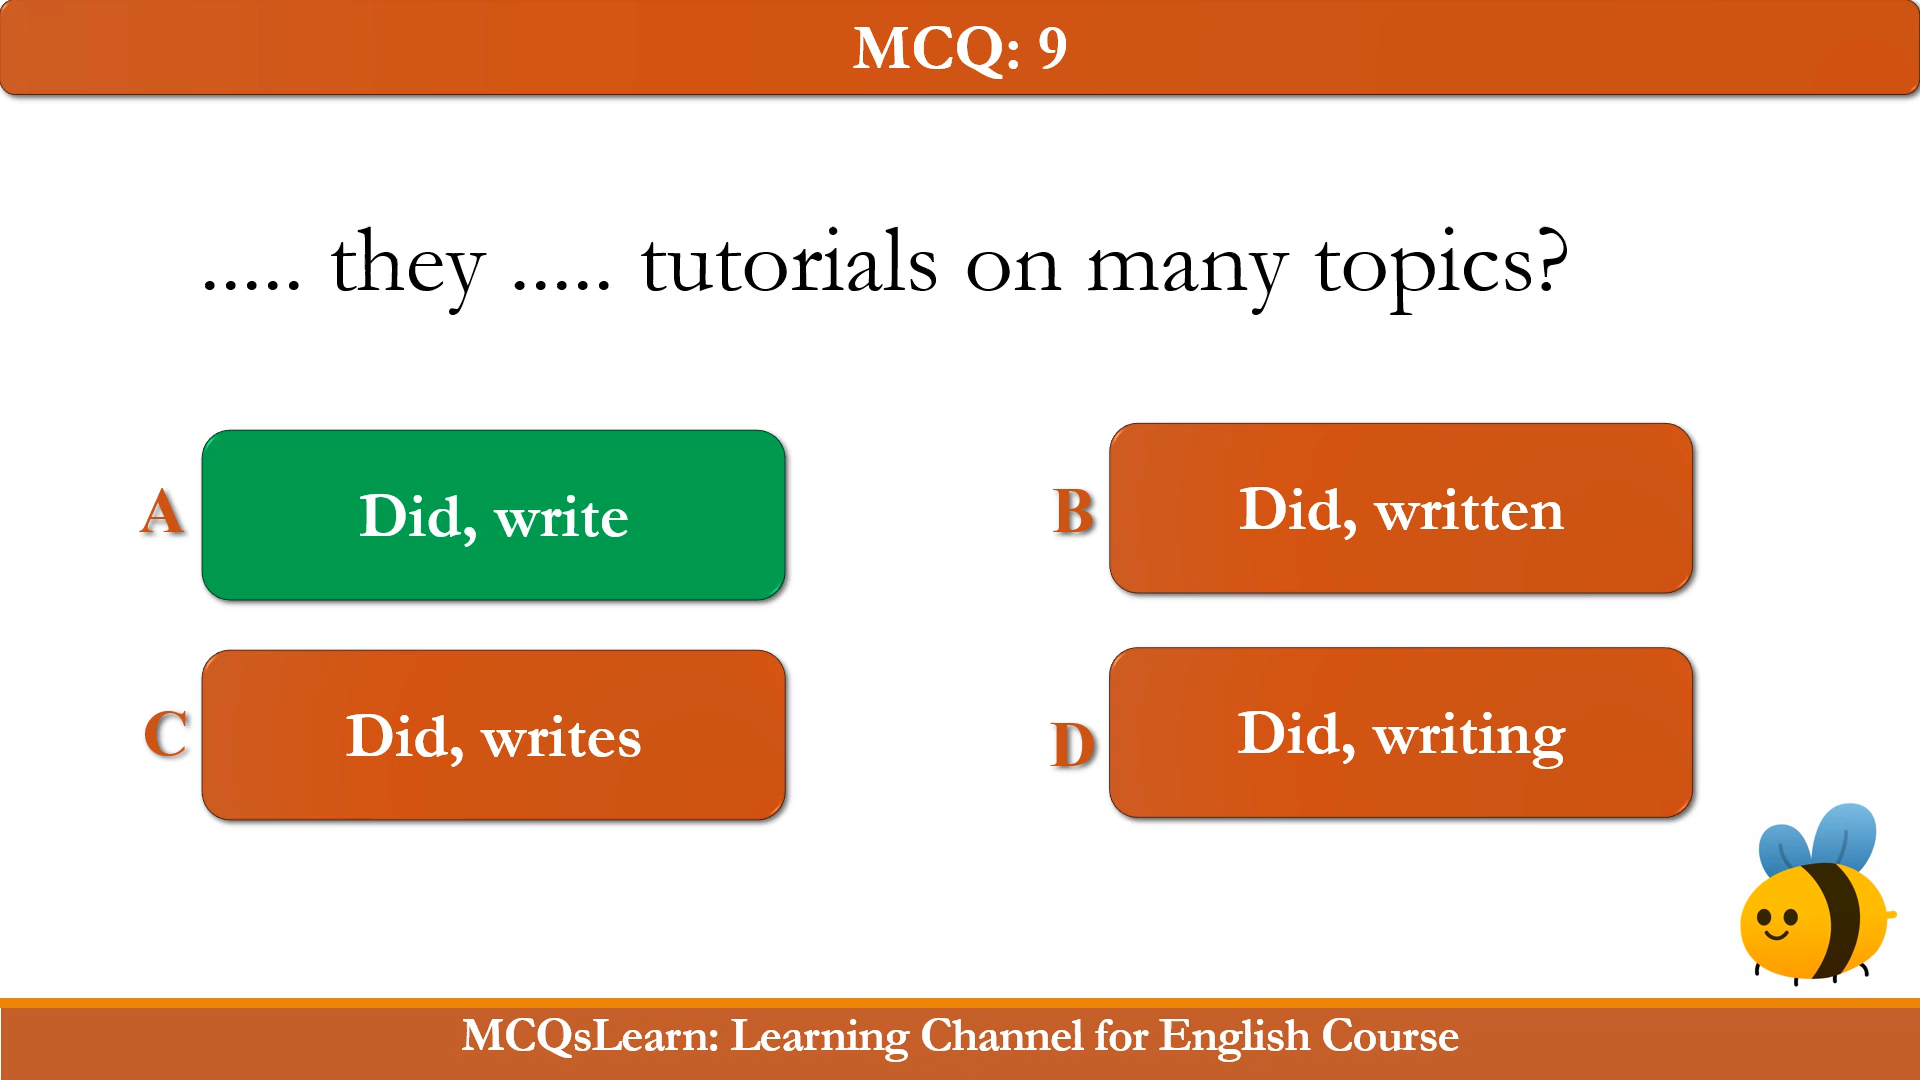 MCQ: 9
..... they ..... tutorials on many topics?
A
Did, write
B
Did, written
C
Did, writes
D
Did, writing
MCQsLearn: Learning Channel for English Course